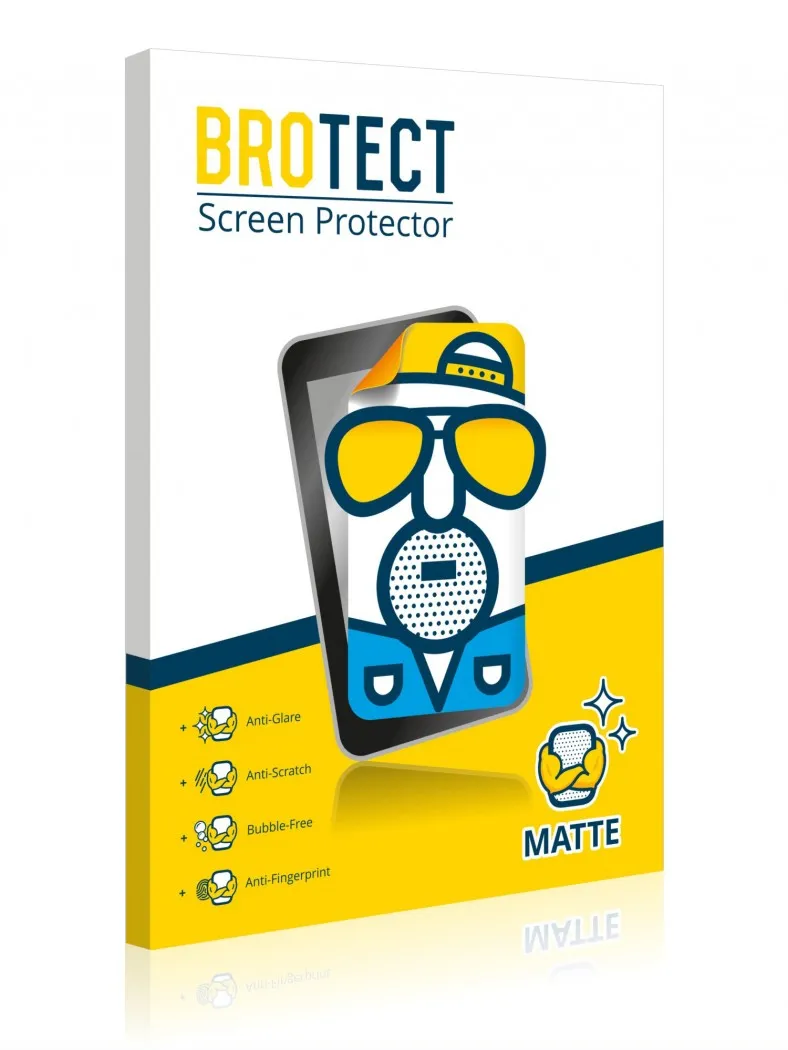 BROTECT
Screen Protector
+ Anti-Glare
+ Anti-Scratch
+ Bubble-Free
+ Anti-Fingerprint
MATTE